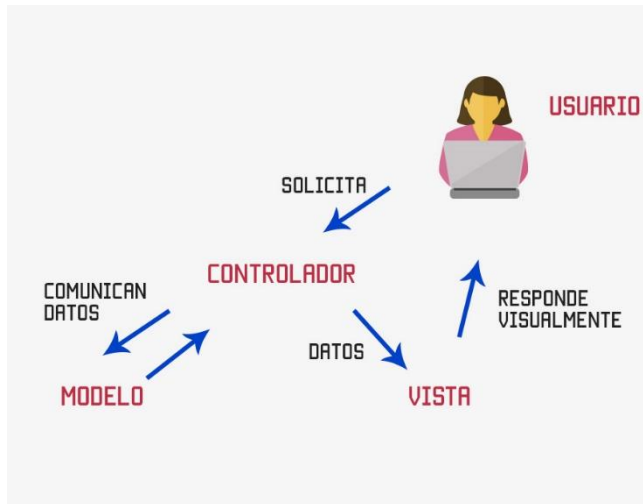 USUARIO
SOLICITA
CONTROLADOR
COMUNICAN
DATOS
RESPONDE
VISUALMENTE
DATOS
MODELO
VISTA